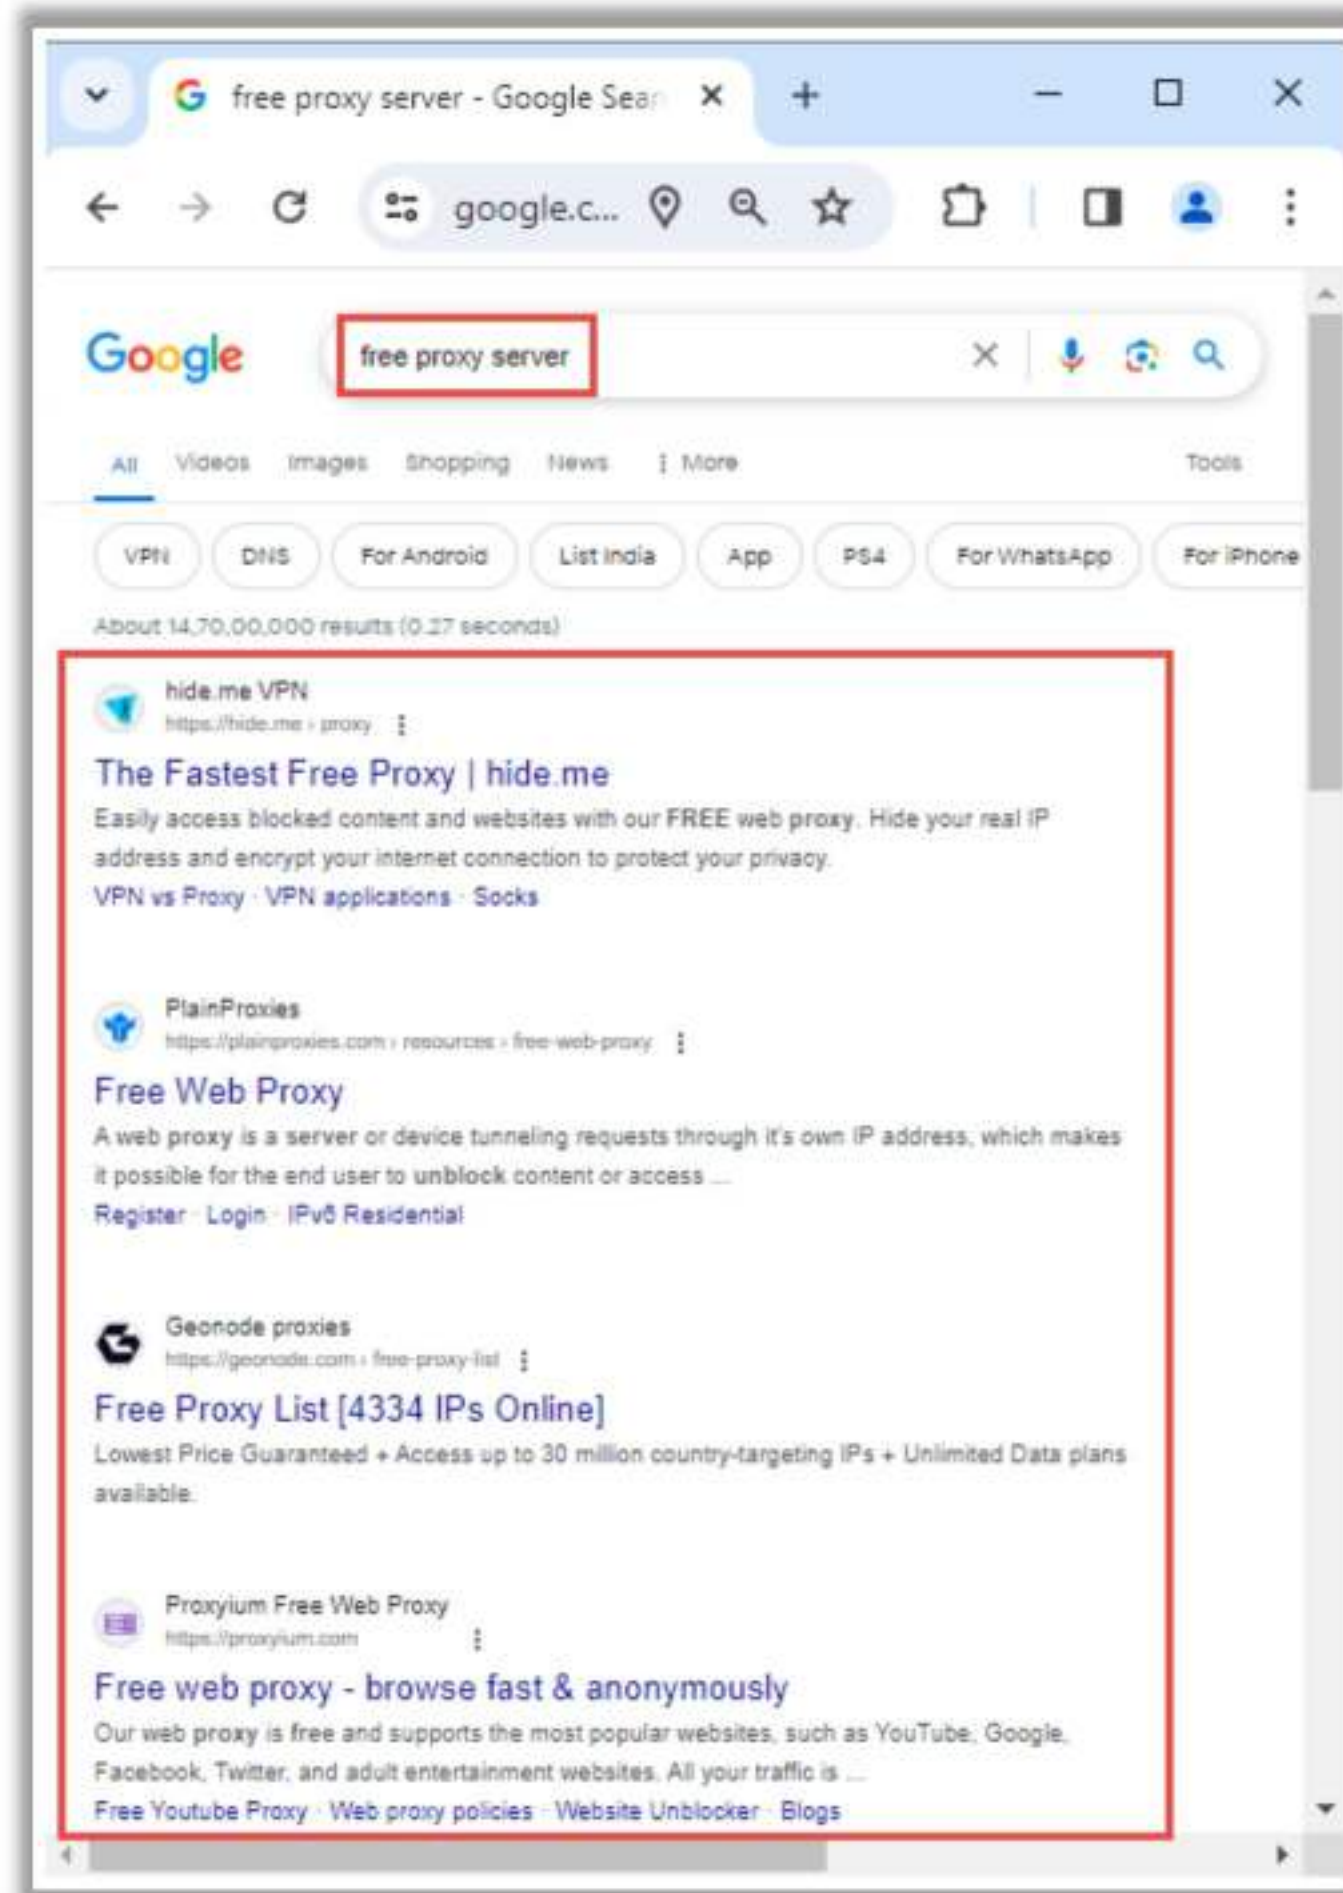 free proxy server - Google Sear
google.c...
Google
free proxy server
All Videos Images Shopping News More Tools
VPN DNS For Android List India App PS4 For WhatsApp For iPhone
About 14,70,00,000 results (0.27 seconds)
hide.me VPN
https://hide.me › proxy
The Fastest Free Proxy | hide.me
Easily access blocked content and websites with our FREE web proxy. Hide your real IP
address and encrypt your internet connection to protect your privacy.
VPN vs Proxy · VPN applications · Socks
PlainProxies
https://plainproxies.com › resources › free-web-proxy
Free Web Proxy
A web proxy is a server or device tunneling requests through it's own IP address, which makes
it possible for the end user to unblock content or access ...
Register · Login · IPv6 Residential
Geonode proxies
https://geonode.com › free-proxy-list
Free Proxy List [4334 IPs Online]
Lowest Price Guaranteed + Access up to 30 million country-targeting IPs + Unlimited Data plans
available.
Proxyium Free Web Proxy
https://proxyium.com
Free web proxy - browse fast & anonymously
Our web proxy is free and supports the most popular websites, such as YouTube, Google,
Facebook, Twitter, and adult entertainment websites. All your traffic is ...
Free Youtube Proxy · Web proxy policies · Website Unblocker · Blogs